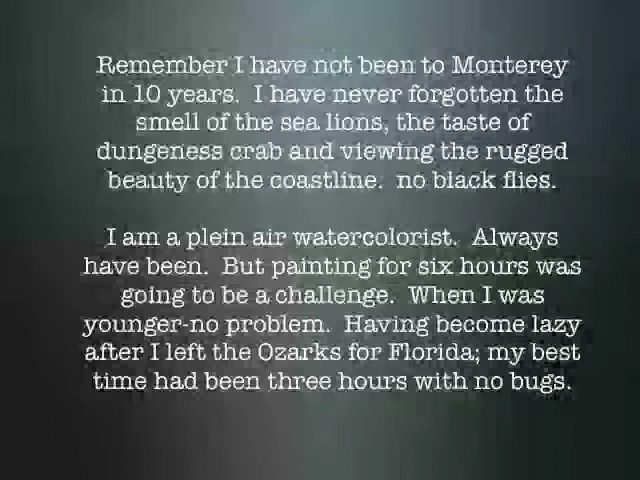 Remember I have not been to Monterey
in 10 years.  I have never forgotten the
smell of the sea lions, the taste of
dungeness crab and viewing the rugged
beauty of the coastline.  no black flies.
I am a plein air watercolorist.  Always
have been.  But painting for six hours was
going to be a challenge.  When I was
younger-no problem.  Having become lazy
after I left the Ozarks for Florida; my best
time had been three hours with no bugs.